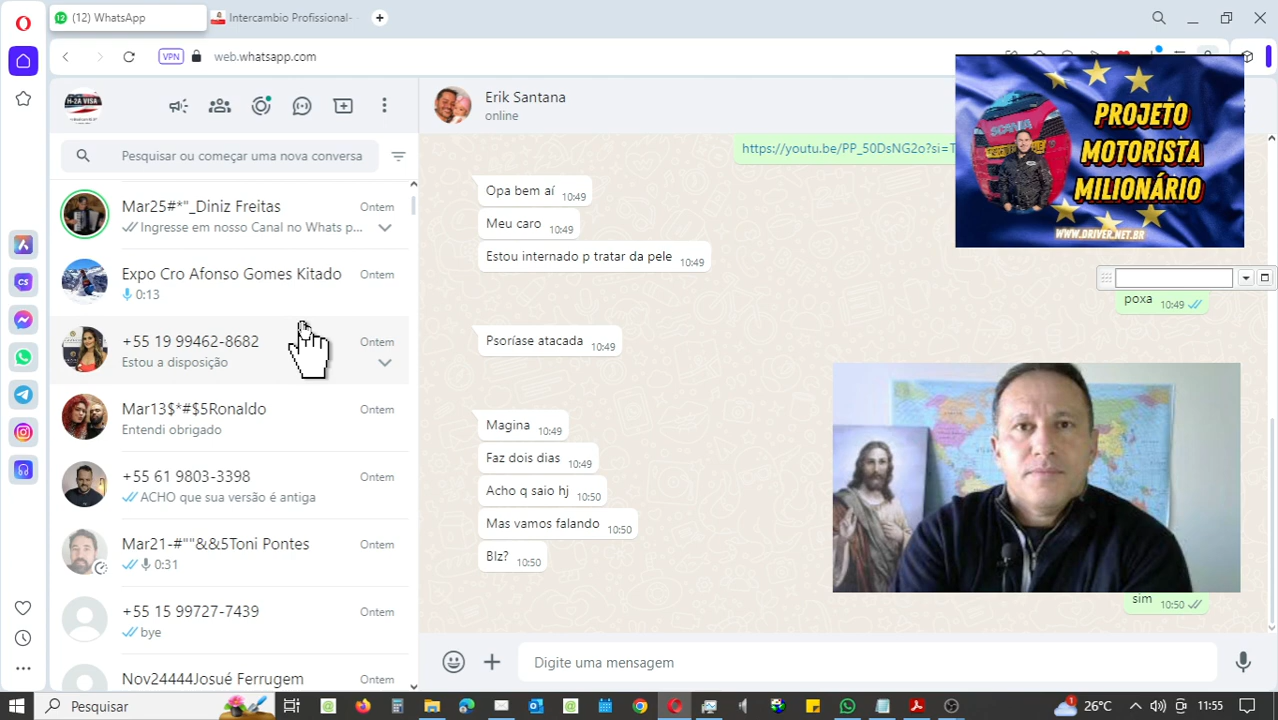 (12) WhatsApp
Intercambio Profissional-
VPN
web.whatsapp.com
H-2A VISA
Pesquisar ou começar uma nova conversa
Mar25#*"_Diniz Freitas
Ontem
Ingresse em nosso Canal no Whats p...
Expo Cro Afonso Gomes Kitado
Ontem
0:13
+55 19 99462-8682
Ontem
Estou a disposição
Mar13$*#$5Ronaldo
Ontem
Entendi obrigado
+55 61 9803-3398
Ontem
ACHO que sua versão é antiga
Mar21-#""&&5Toni Pontes
Ontem
0:31
+55 15 99727-7439
Ontem
bye
Nov24444Josué Ferrugem
Ontem
Erik Santana
online
https://youtu.be/PP_50DsNG2o?si=T
Opa bem aí 10:49
Meu caro 10:49
Estou internado p tratar da pele 10:49
poxa 10:49
Psoríase atacada 10:49
Magina 10:49
Faz dois dias 10:49
Acho q saio hj 10:50
Mas vamos falando 10:50
Blz? 10:50
sim 10:50
Digite uma mensagem
SCANIA
PROJETO
MOTORISTA
MILIONÁRIO
WWW.DRIVER.NET.BR
Pesquisar
1
26°C
11:55